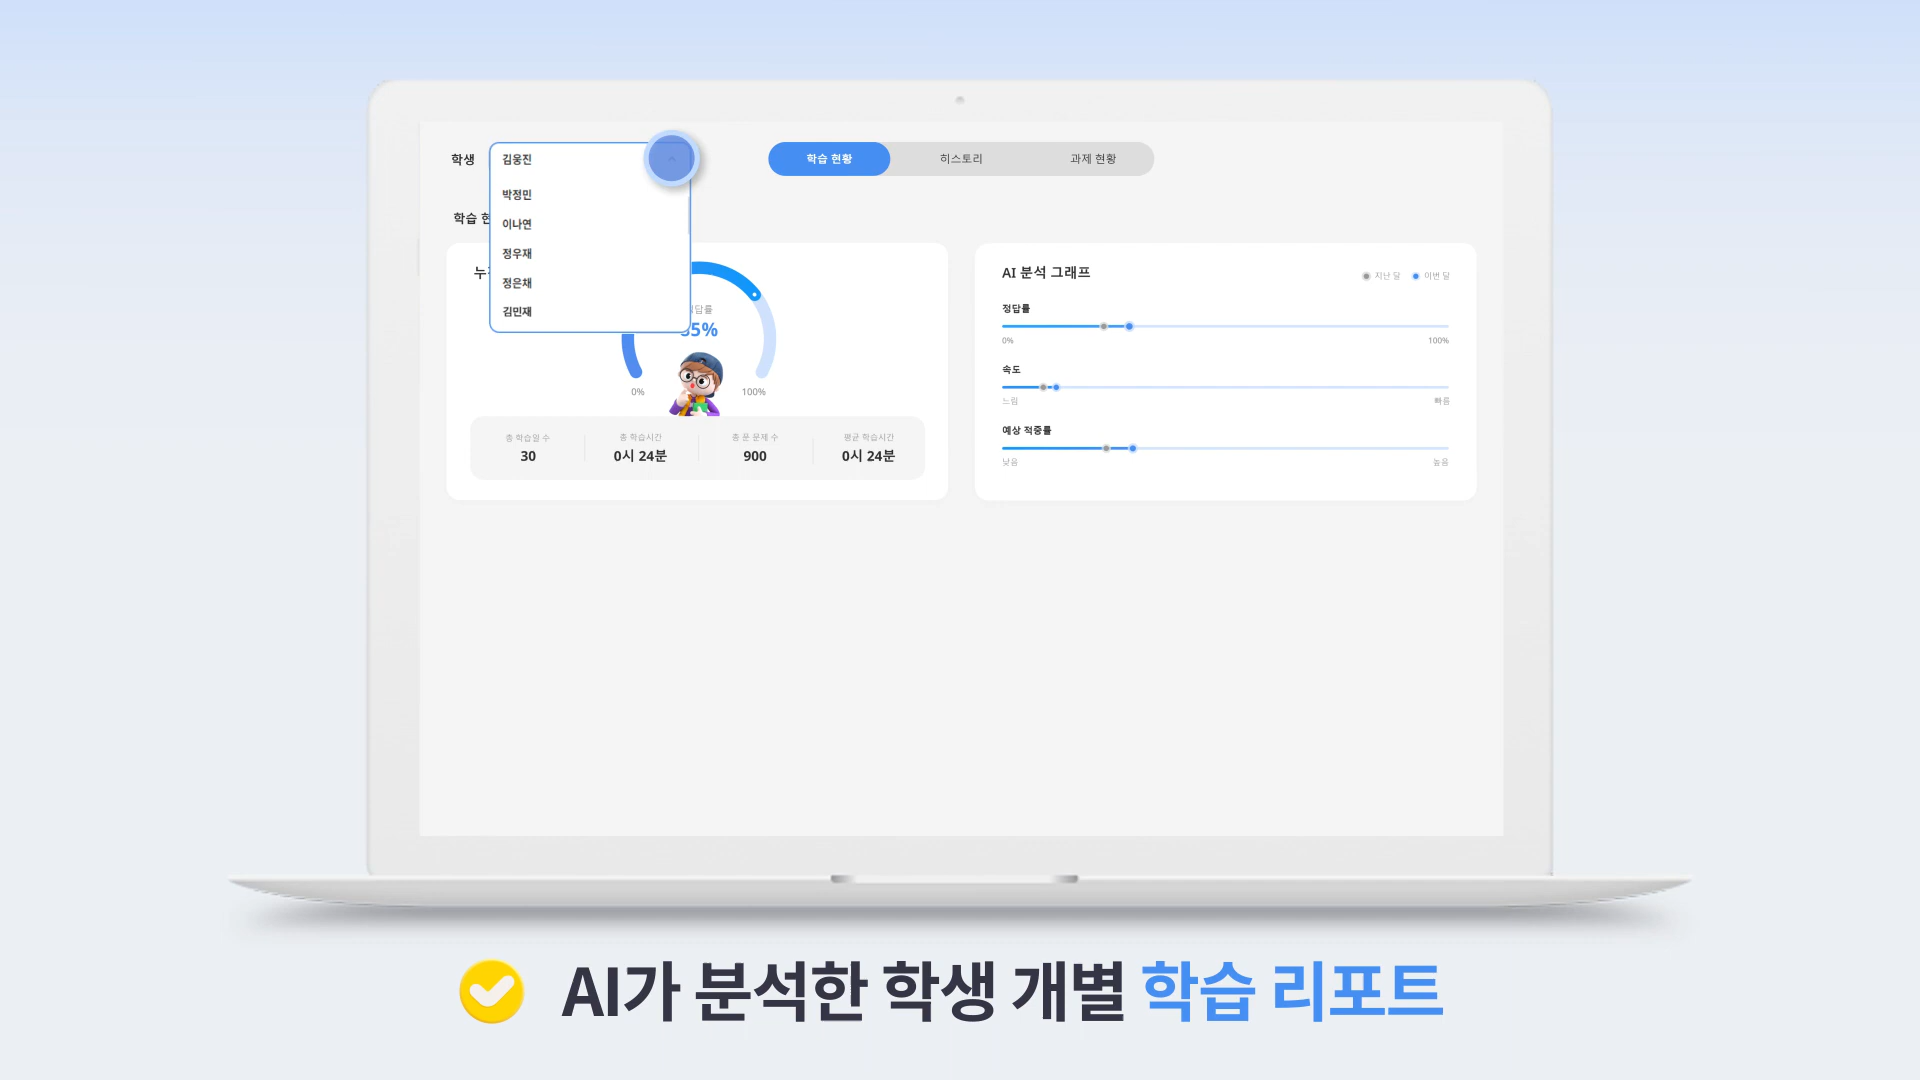 학생
김웅진
학습 현황
히스토리
과제 현황
박정민
이나연
정우재
정은채
김민재
학습
0%
100%
총 학습일 수
30
총 학습시간
0시 24분
총 푼 문제 수
900
평균 학습시간
0시 24분
AI 분석 그래프
지난 달
이번 달
정답률
0%
100%
속도
느림
빠름
예상 적중률
낮음
높음
AI가 분석한 학생 개별 학습 리포트